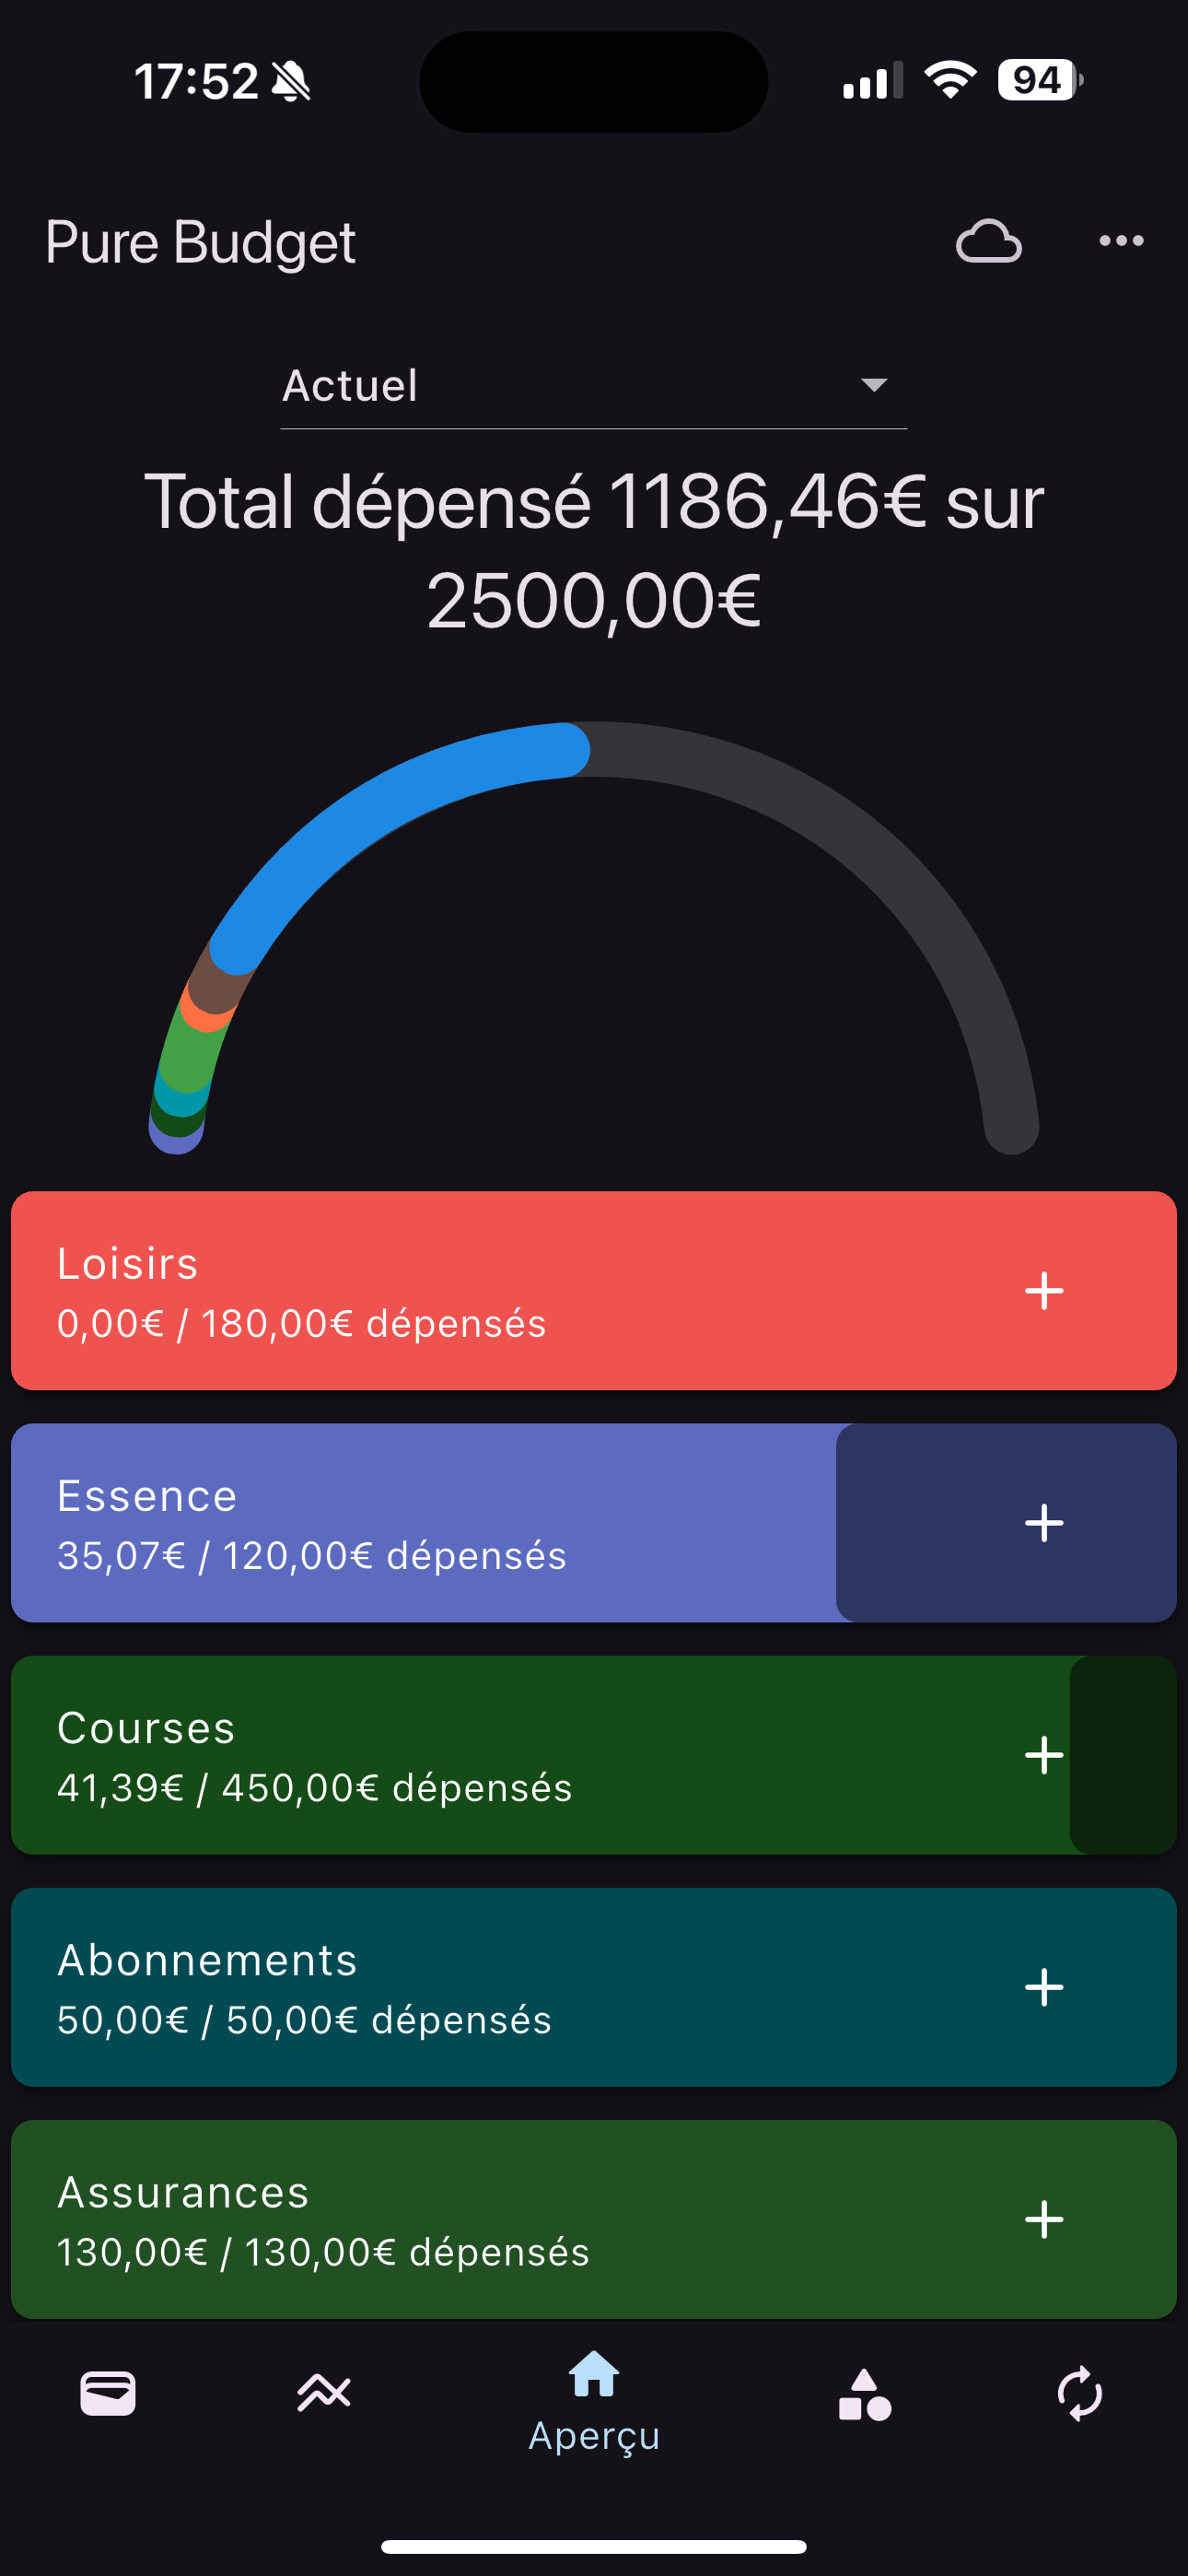 17:52
94
Pure Budget
Actuel
Total dépensé 1186,46€ sur
2500,00€
Loisirs
0,00€ / 180,00€ dépensés
Essence
35,07€ / 120,00€ dépensés
Courses
41,39€ / 450,00€ dépensés
Abonnements
50,00€ / 50,00€ dépensés
Assurances
130,00€ / 130,00€ dépensés
Aperçu